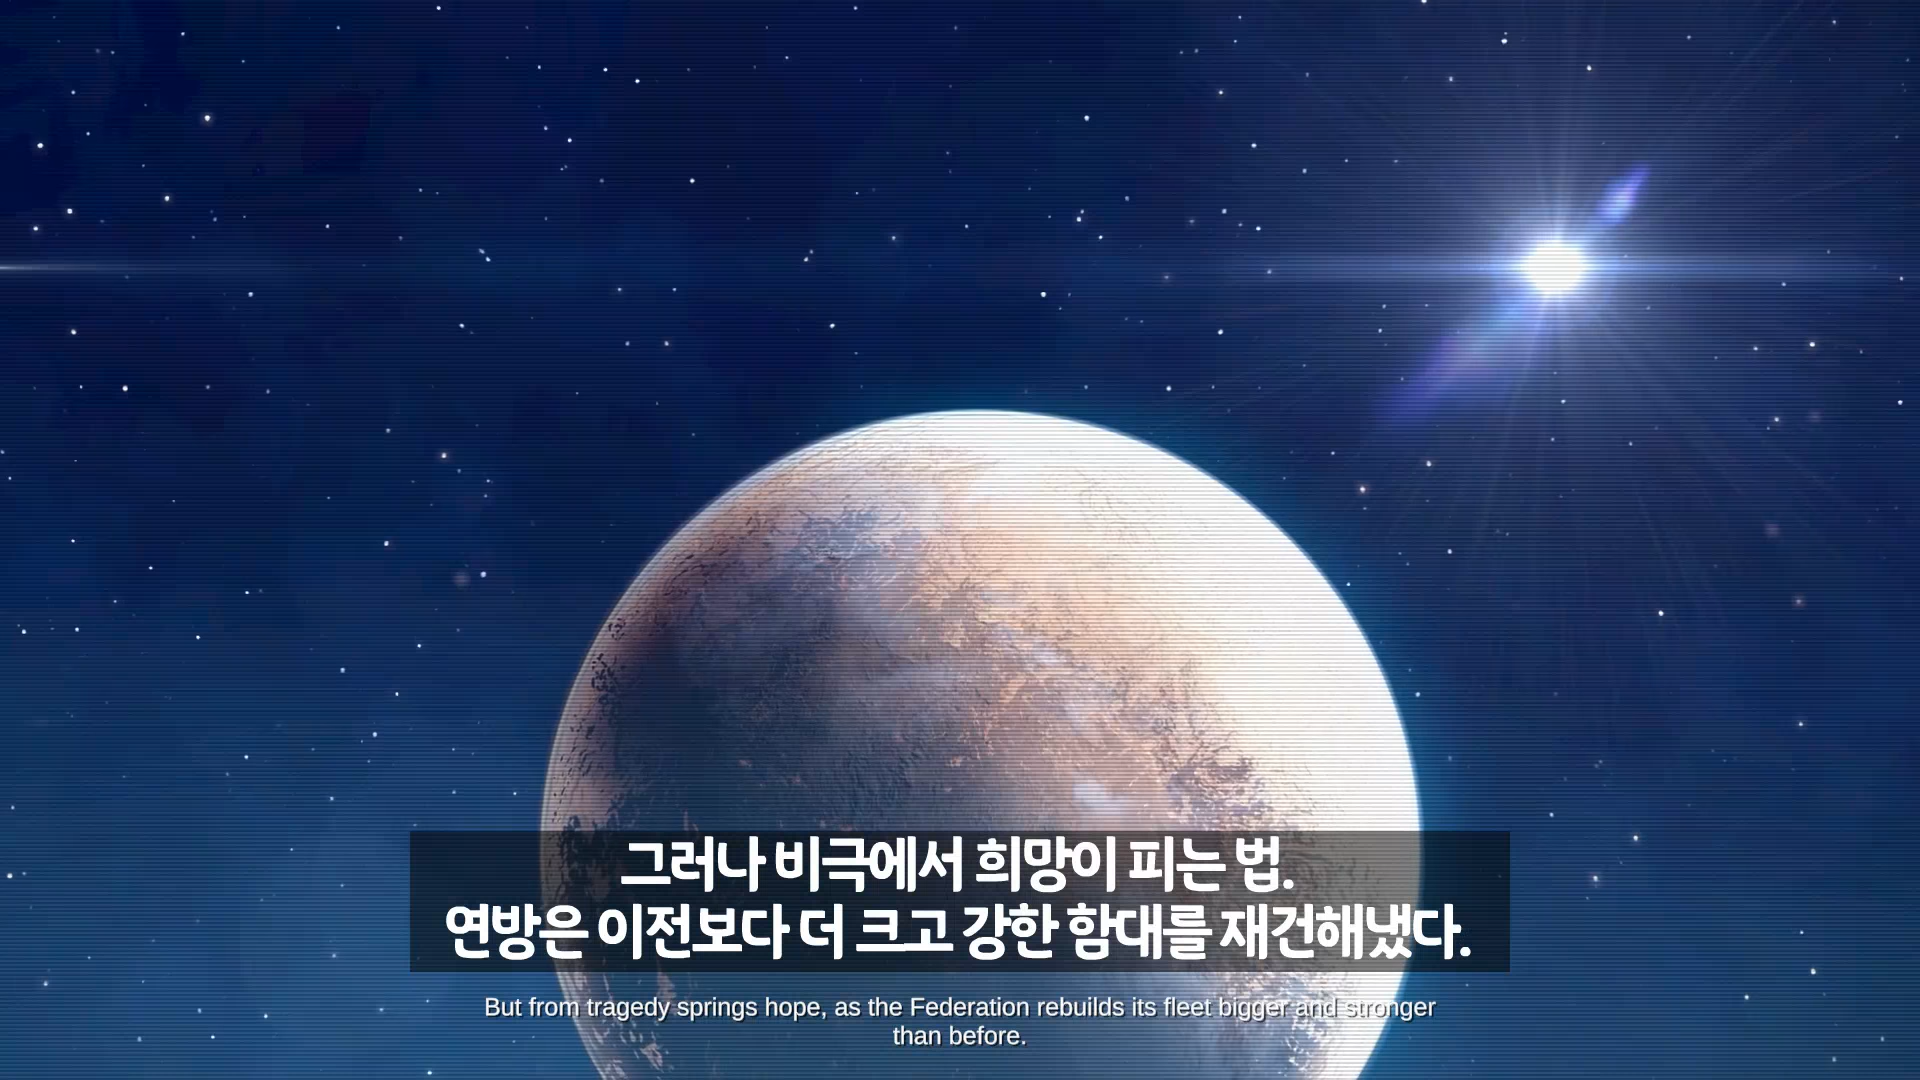 그러나 비극에서 희망이 피는 법.
연방은 이전보다 더 크고 강한 함대를 재건해냈다.
But from tragedy springs hope, as the Federation rebuilds its fleet bigger and stronger
than before.